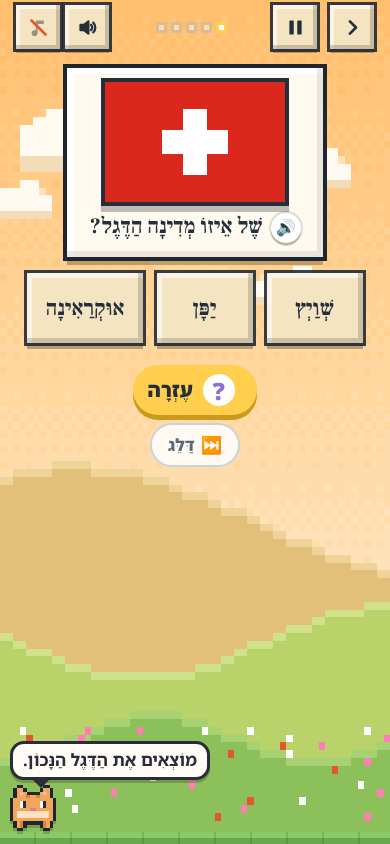 שֶׁל אֵיזוֹ מְדִינָה הַדֶּגֶל?
שְׁוַיְץ
יַפָּן
אוּקְרָאִינָה
? עֶזְרָה
דַּלֵּג
מוֹצְאִים אֶת הַדֶּגֶל הַנָּכוֹן.